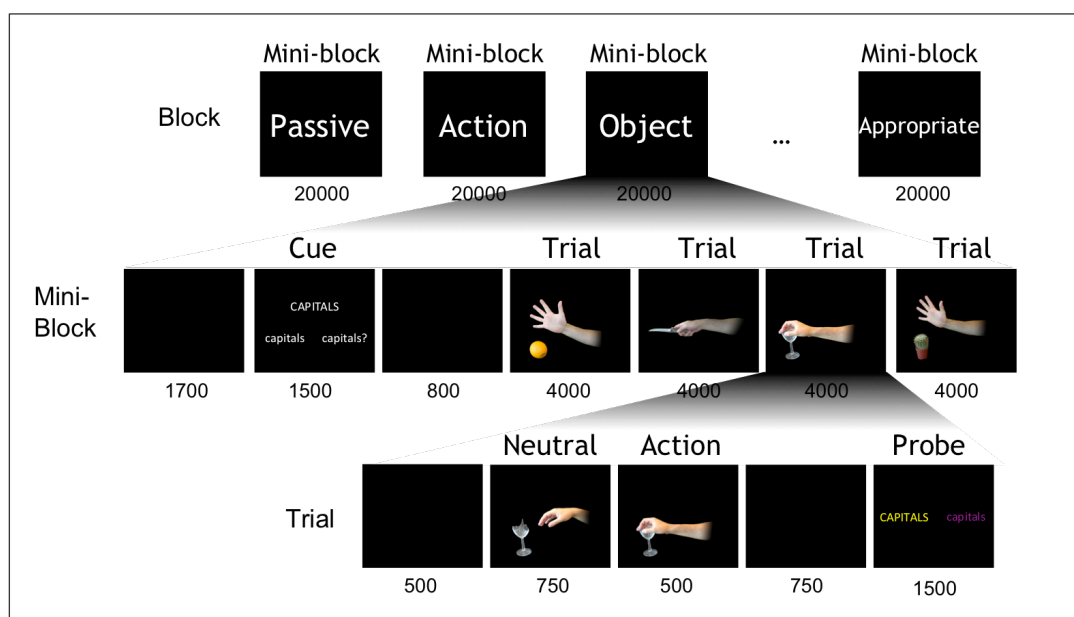 Mini-block Mini-block Mini-block Mini-block
Block Passive Action Object ... Appropriate
20000 20000 20000 20000
Cue Trial Trial Trial Trial
Mini-
Block
CAPITALS
capitals capitals?
1700 1500 800 4000 4000 4000 4000
Neutral Action Probe
Trial CAPITALS capitals
500 750 500 750 1500